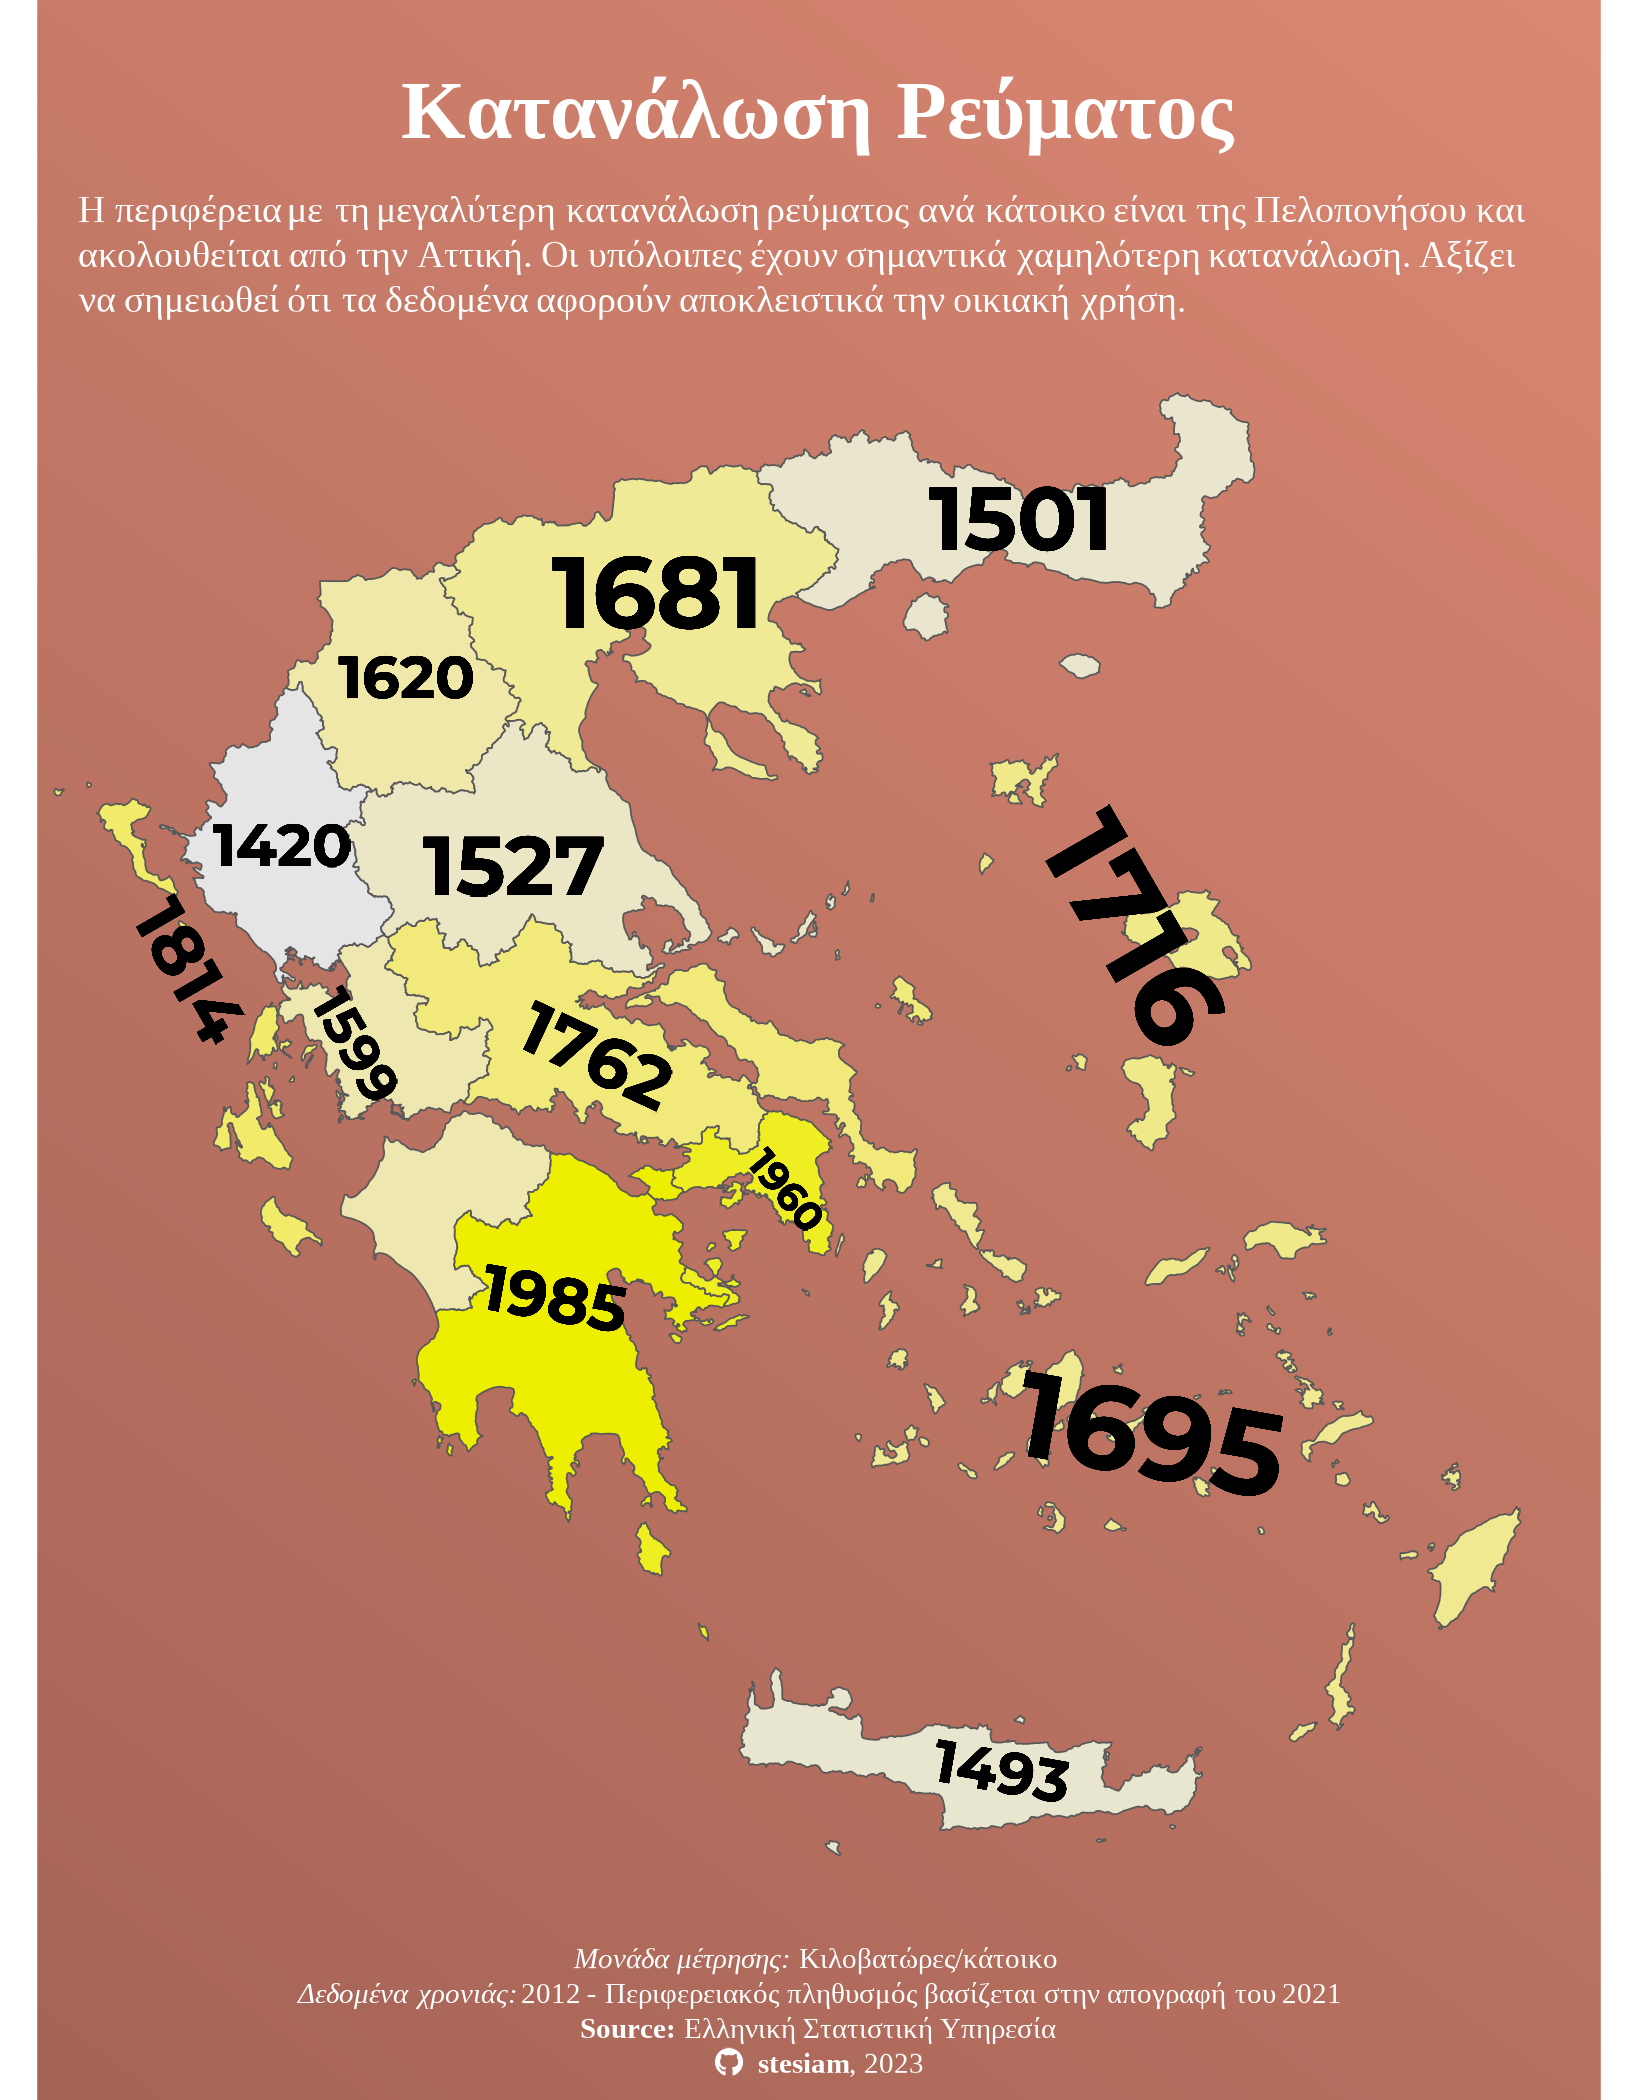 Κατανάλωση Ρεύματος
Η περιφέρεια με τη μεγαλύτερη κατανάλωση ρεύματος ανά κάτοικο είναι της Πελοπονήσου και
ακολουθείται από την Αττική. Οι υπόλοιπες έχουν σημαντικά χαμηλότερη κατανάλωση. Αξίζει
να σημειωθεί ότι τα δεδομένα αφορούν αποκλειστικά την οικιακή χρήση.
1501
1681
1620
1420
1527
1716
1814
1599
1762
1960
1985
1695
1493
Μονάδα μέτρησης: Κιλοβατώρες/κάτοικο
Δεδομένα χρονιάς: 2012 - Περιφερειακός πληθυσμός βασίζεται στην απογραφή του 2021
Source: Ελληνική Στατιστική Υπηρεσία
stesiam, 2023